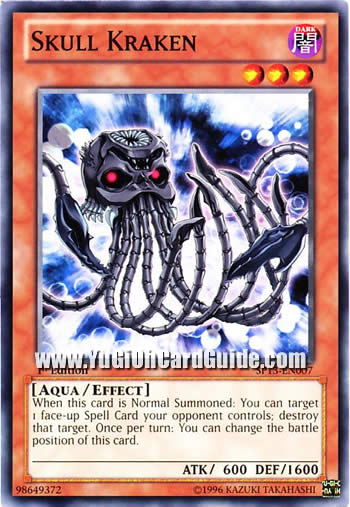 Skull Kraken
DARK
闇
1st Edition
www.YuGiOhCardGuide.com
SP13-EN007
[Aqua / Effect]
When this card is Normal Summoned: You can target
1 face-up Spell Card your opponent controls; destroy
that target. Once per turn: You can change the battle
position of this card.
ATK/ 600 DEF/1600
98649372
©1996 KAZUKI TAKAHASHI